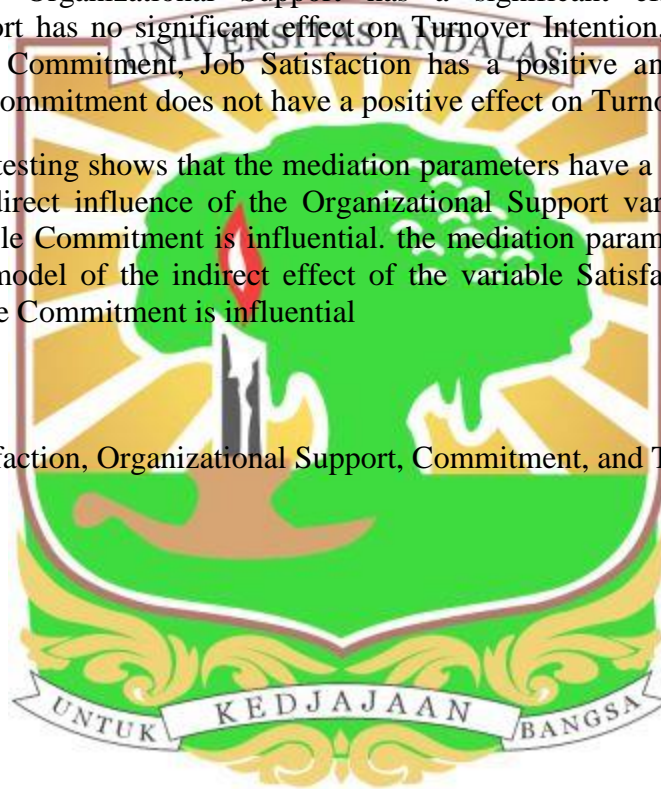 Organizational Support has a significant
ort has no significant effect on Turnover Intention.
UNIVERSITAS ANDALAS
Commitment, Job Satisfaction has a positive an
ommitment does not have a positive effect on Turno
testing shows that the mediation parameters have a
direct influence of the Organizational Support var
le Commitment is influential. the mediation param
model of the indirect effect of the variable Satisfa
e Commitment is influential
faction, Organizational Support, Commitment, and T
UNTUK KEDJAJAAN BANGSA